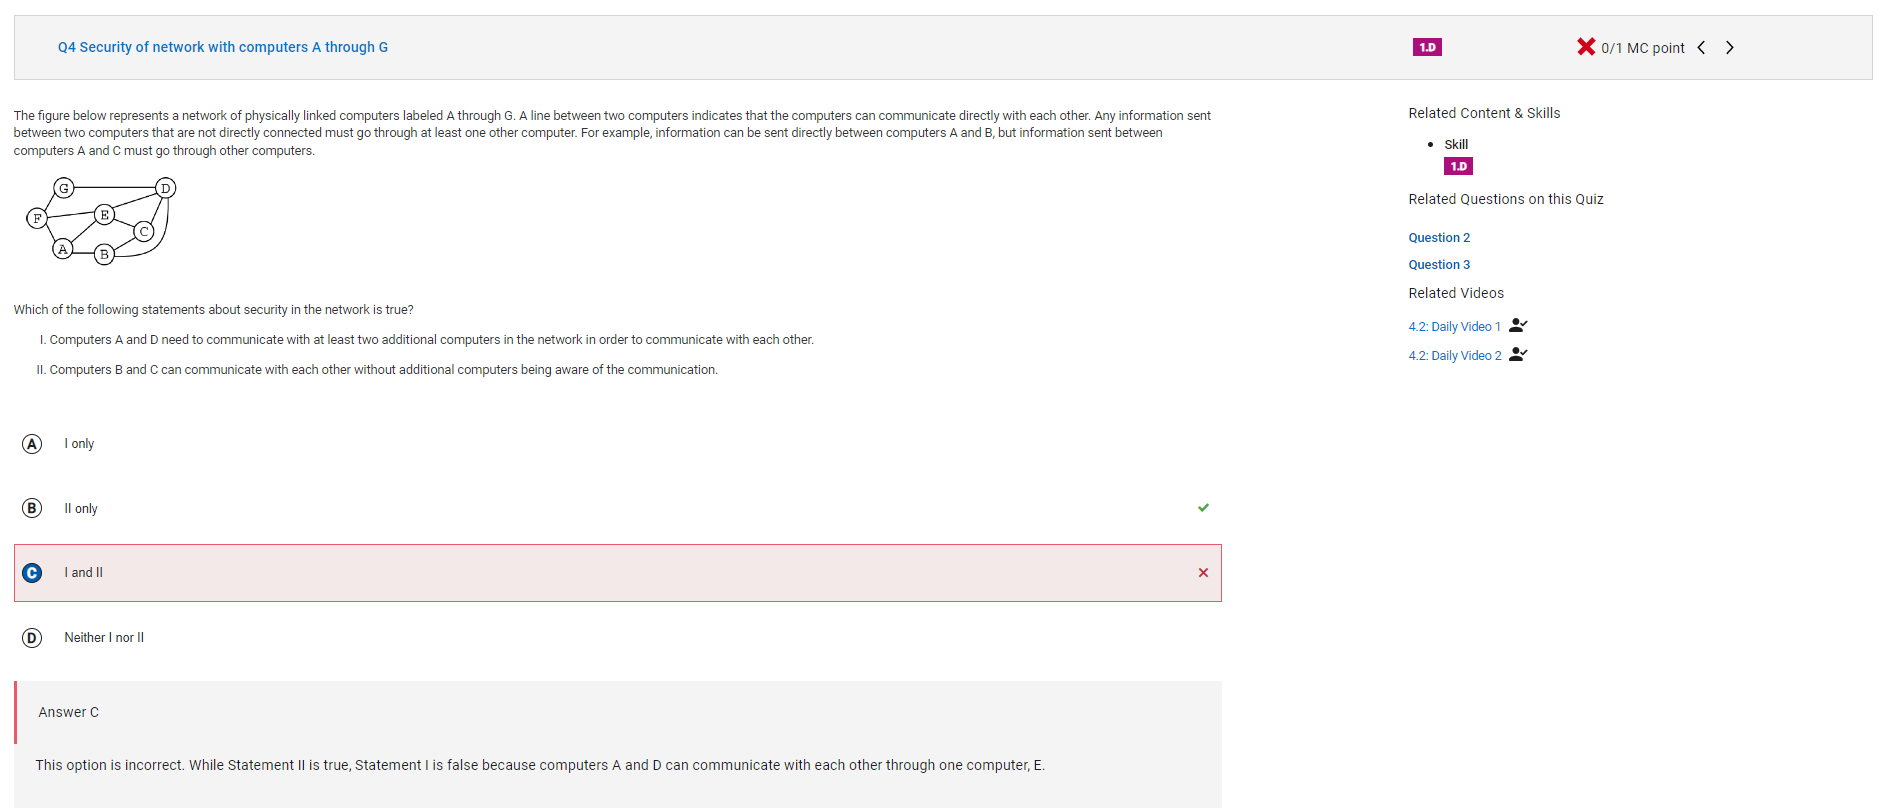 Q4 Security of network with computers A through G
1.D
0/1 MC point
The figure below represents a network of physically linked computers labeled A through G. A line between two computers indicates that the computers can communicate directly with each other. Any information sent
between two computers that are not directly connected must go through at least one other computer. For example, information can be sent directly between computers A and B, but information sent between
computers A and C must go through other computers.
G
D
F
E
C
A
B
Which of the following statements about security in the network is true?
I. Computers A and D need to communicate with at least two additional computers in the network in order to communicate with each other.
II. Computers B and C can communicate with each other without additional computers being aware of the communication.
A I only
B II only
C I and II
D Neither I nor II
Answer C
This option is incorrect. While Statement II is true, Statement I is false because computers A and D can communicate with each other through one computer, E.
Related Content & Skills
• Skill
1.D
Related Questions on this Quiz
Question 2
Question 3
Related Videos
4.2: Daily Video 1
4.2: Daily Video 2